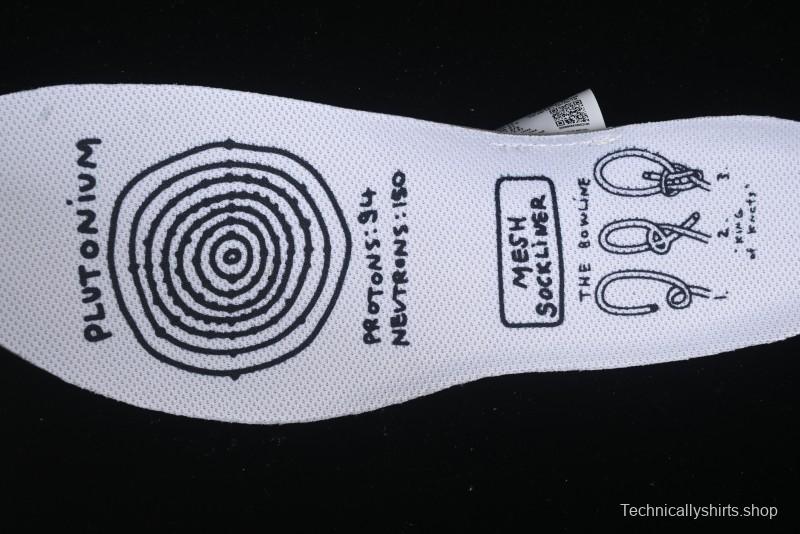 PLUTONiUM
PROTONS:94
NEUTRONS:150
MESH
SOCKLINER
THE BOWLiNE
1.
2.
3.
"KING
of KNOTS"
Technicallyshirts.shop